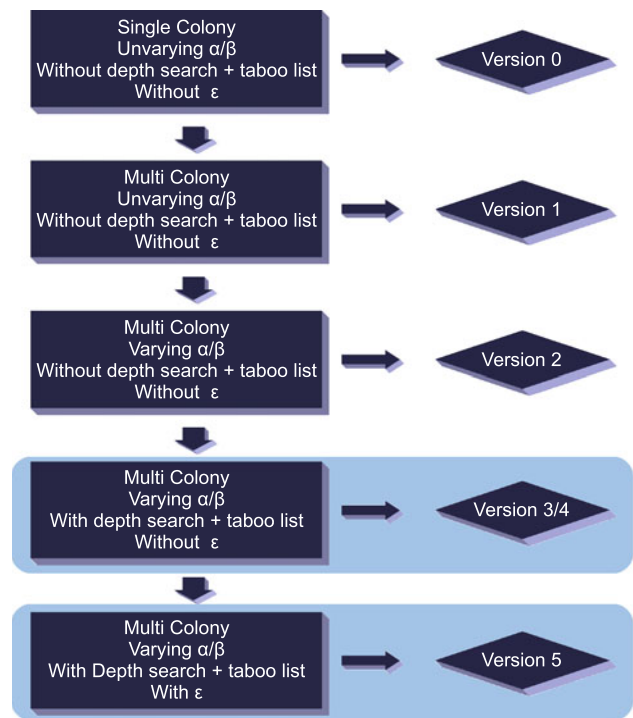 Single Colony
Unvarying α/β
Without depth search + taboo list
Without ε
Version 0
Multi Colony
Unvarying α/β
Without depth search + taboo list
Without ε
Version 1
Multi Colony
Varying α/β
Without depth search + taboo list
Without ε
Version 2
Multi Colony
Varying α/β
With depth search + taboo list
Without ε
Version 3/4
Multi Colony
Varying α/β
With Depth search + taboo list
With ε
Version 5